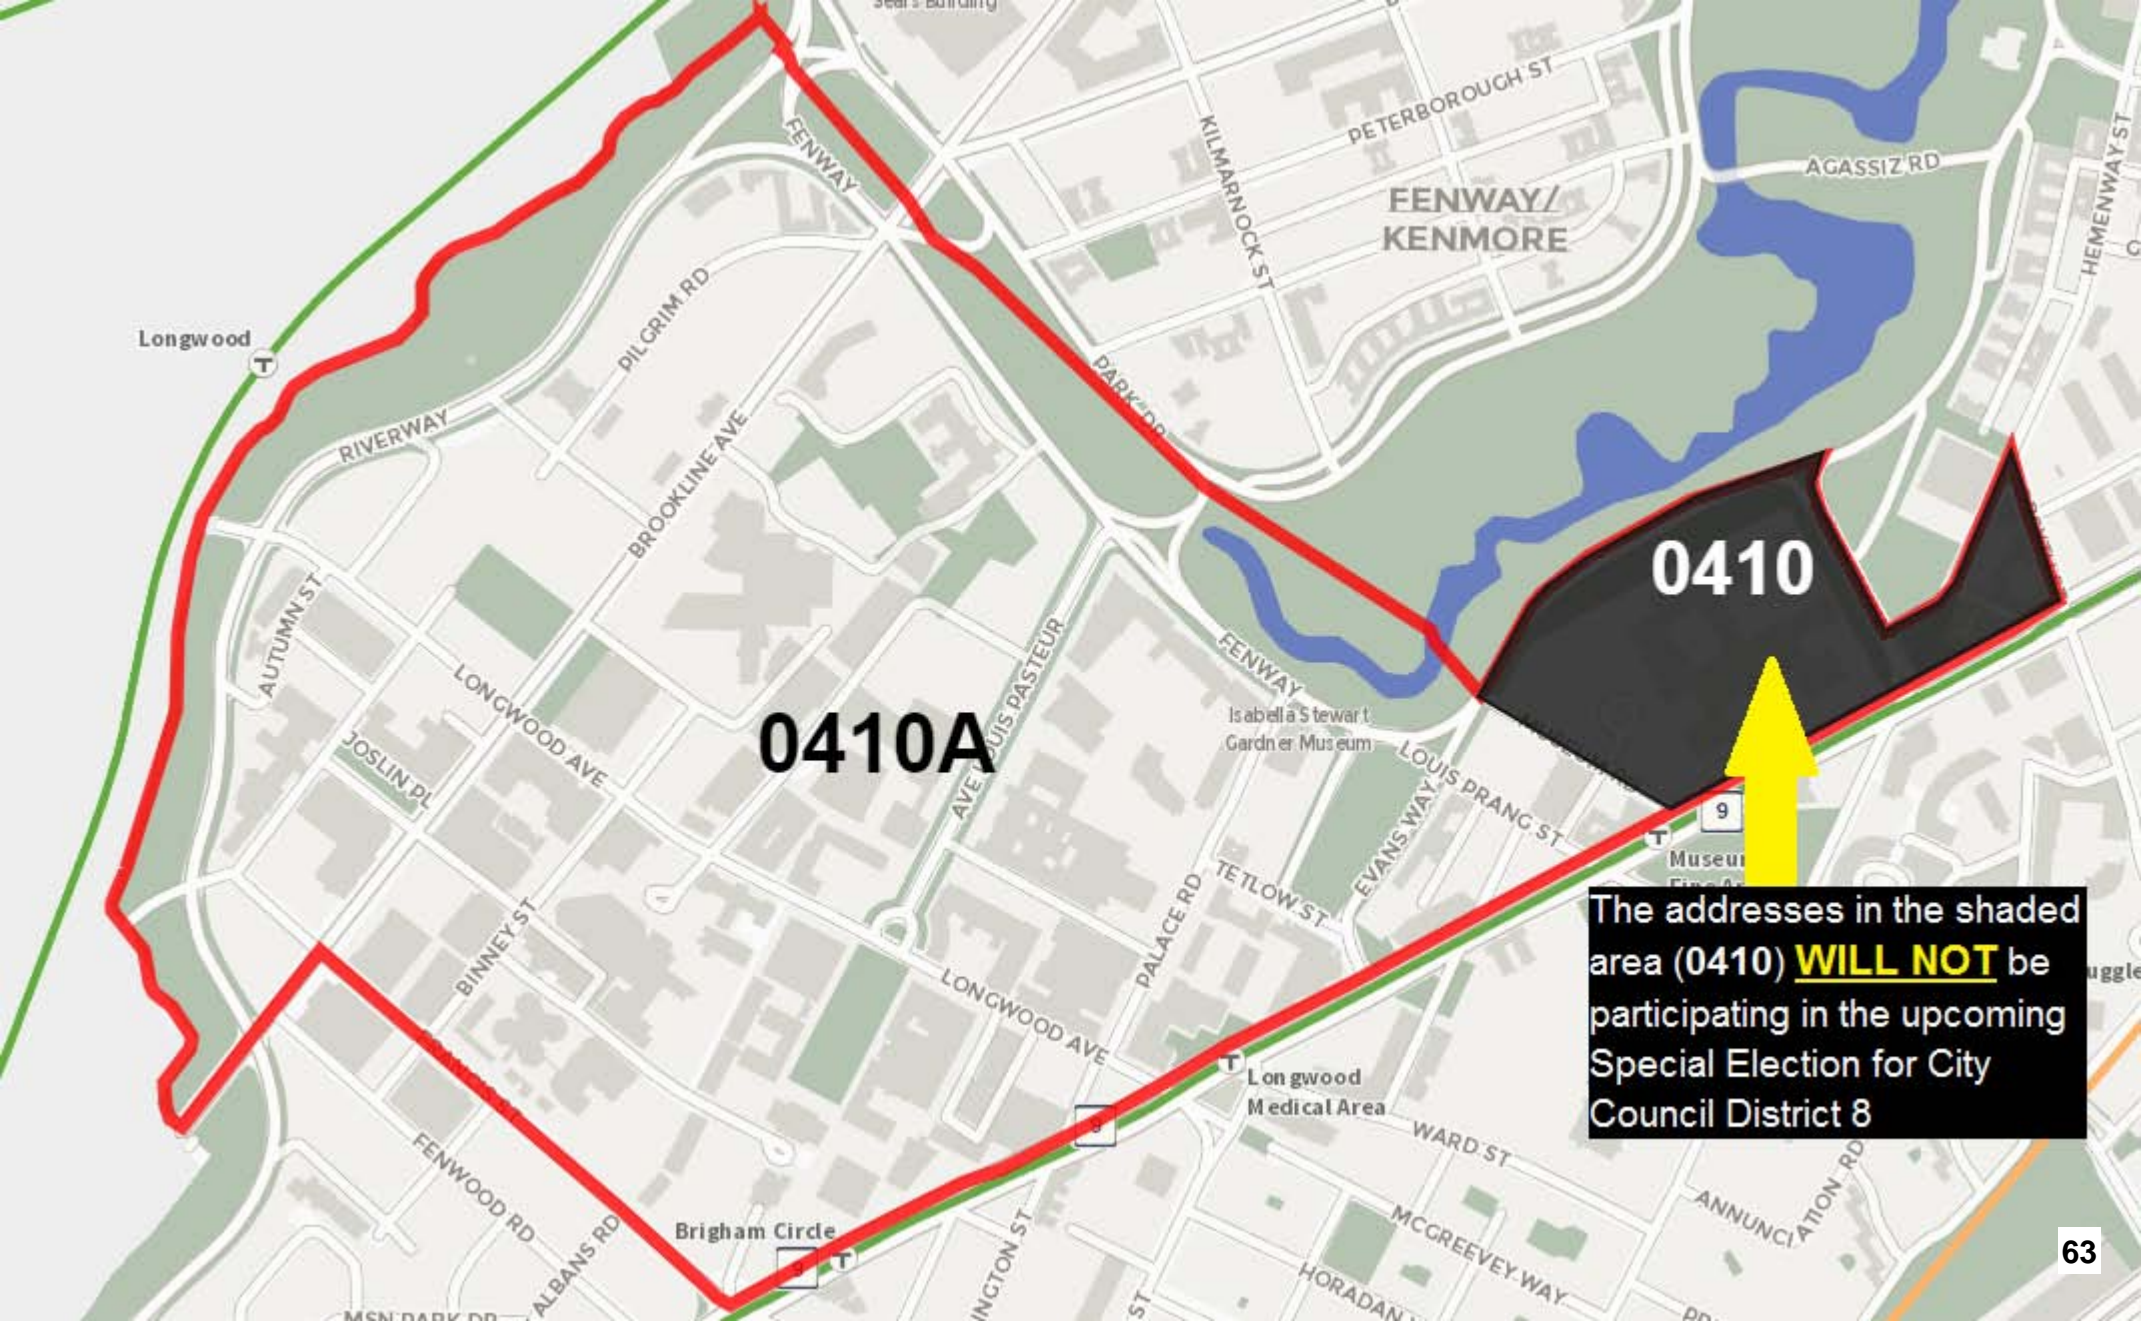 Sears Building
FENWAY
KILMARNOCK ST
PETERBOROUGH ST
AGASSIZ RD
HEMENWAY ST
FENWAY/
KENMORE
PILGRIM RD
Longwood
T
PARK DR
RIVERWAY
BROOKLINE AVE
0410
AUTUMN ST
FENWAY
LONGWOOD AVE
0410A
AVE LOUIS PASTEUR
Isabella Stewart
Gardner Museum
JOSLIN PL
LOUIS PRANG ST
EVANS WAY
9
T
TETLOW ST
PALACE RD
BINNEY ST
LONGWOOD AVE
The addresses in the shaded
area (0410) WILL NOT be
participating in the upcoming
Special Election for City
Council District 8
T
Longwood
Medical Area
9
WARD ST
FENWOOD RD
ALBANS RD
Brigham Circle
9
T
ANNUNCIATION RD
MCGREEVEY WAY
HORADAN
ST
63